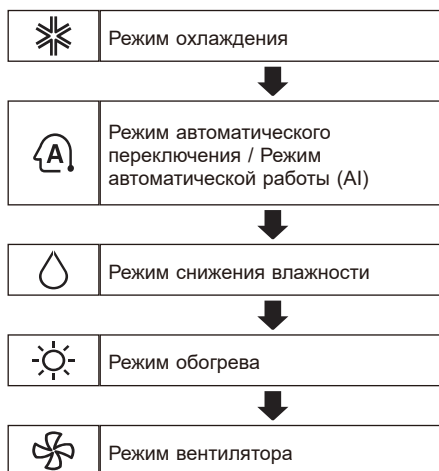 Режим охлаждения
A
Режим автоматического
переключения / Режим
автоматической работы (AI)
Режим снижения влажности
Режим обогрева
Режим вентилятора